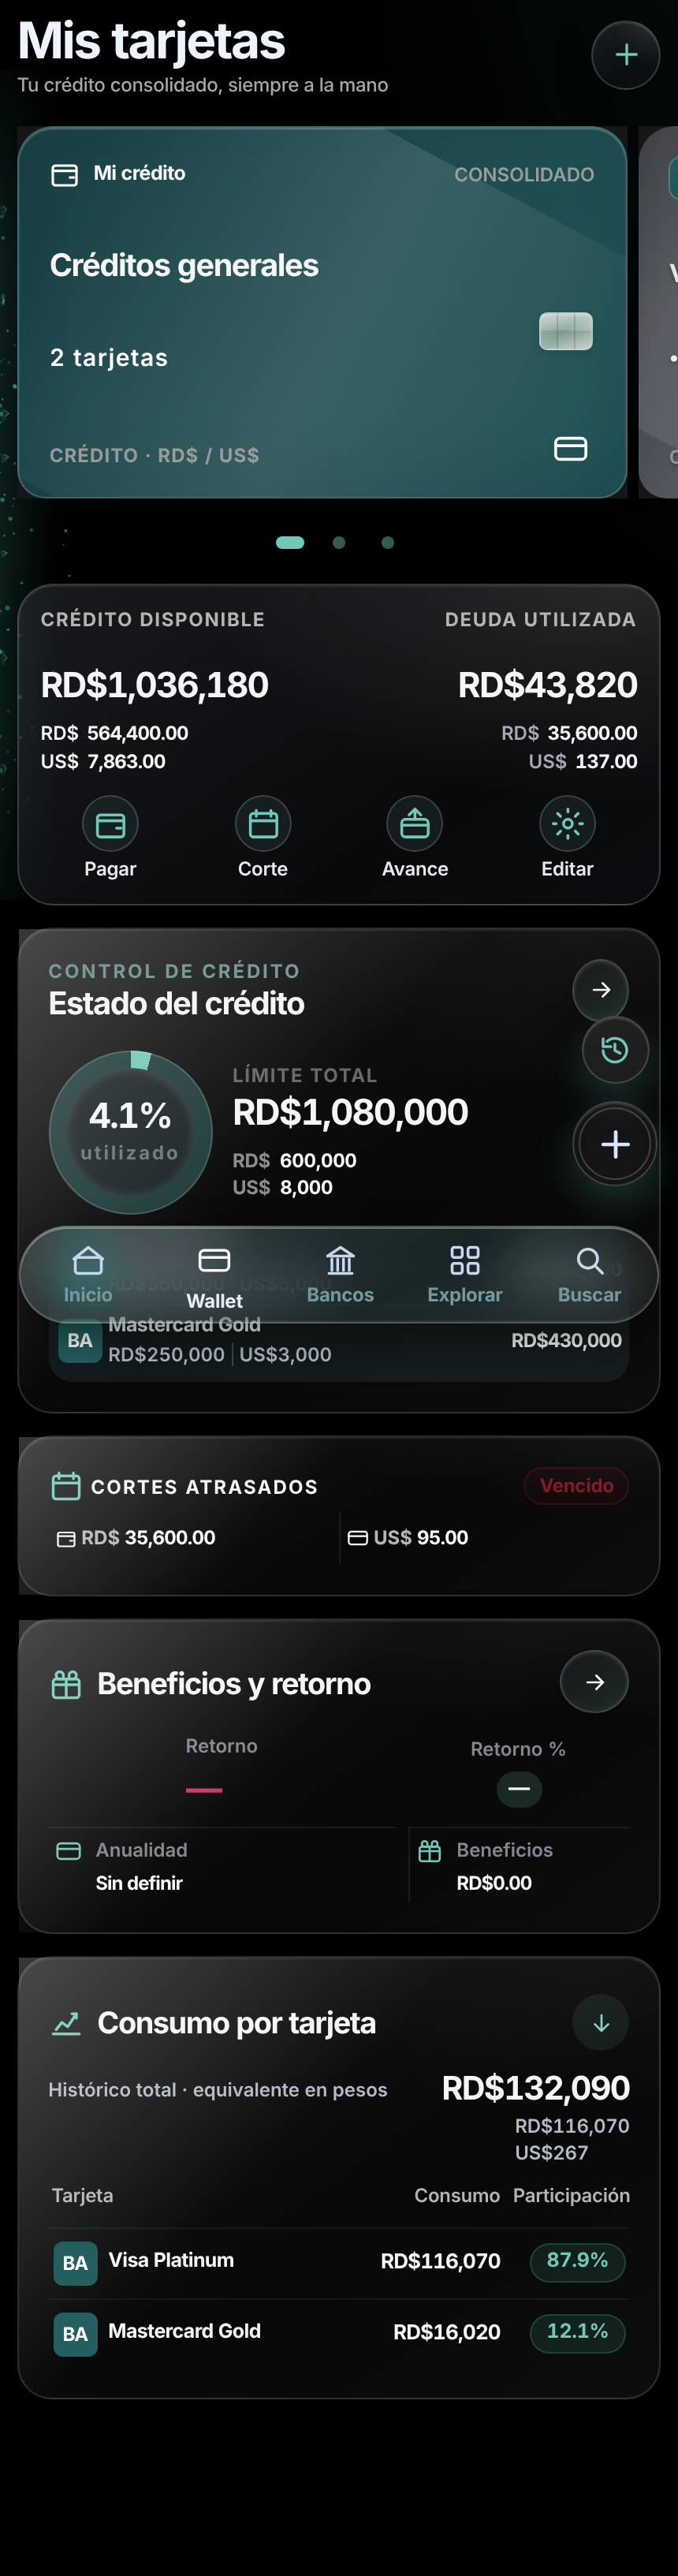 Mis tarjetas
Tu crédito consolidado, siempre a la mano
Mi crédito
CONSOLIDADO
Créditos generales
2 tarjetas
CRÉDITO · RD$ / US$
CRÉDITO DISPONIBLE
DEUDA UTILIZADA
RD$1,036,180
RD$43,820
RD$ 564,400.00
RD$ 35,600.00
US$ 7,863.00
US$ 137.00
Pagar
Corte
Avance
Editar
CONTROL DE CRÉDITO
Estado del crédito
4.1%
utilizado
LÍMITE TOTAL
RD$1,080,000
RD$ 600,000
US$ 8,000
RD$350,000 US$5,000
Inicio
Wallet
Bancos
Explorar
Buscar
BA
Mastercard Gold
RD$250,000 | US$3,000
RD$430,000
CORTES ATRASADOS
Vencido
RD$ 35,600.00
US$ 95.00
Beneficios y retorno
Retorno
Retorno %
—
—
Anualidad
Sin definir
Beneficios
RD$0.00
Consumo por tarjeta
Histórico total · equivalente en pesos
RD$132,090
RD$116,070
US$267
Tarjeta
Consumo
Participación
BA
Visa Platinum
RD$116,070
87.9%
BA
Mastercard Gold
RD$16,020
12.1%